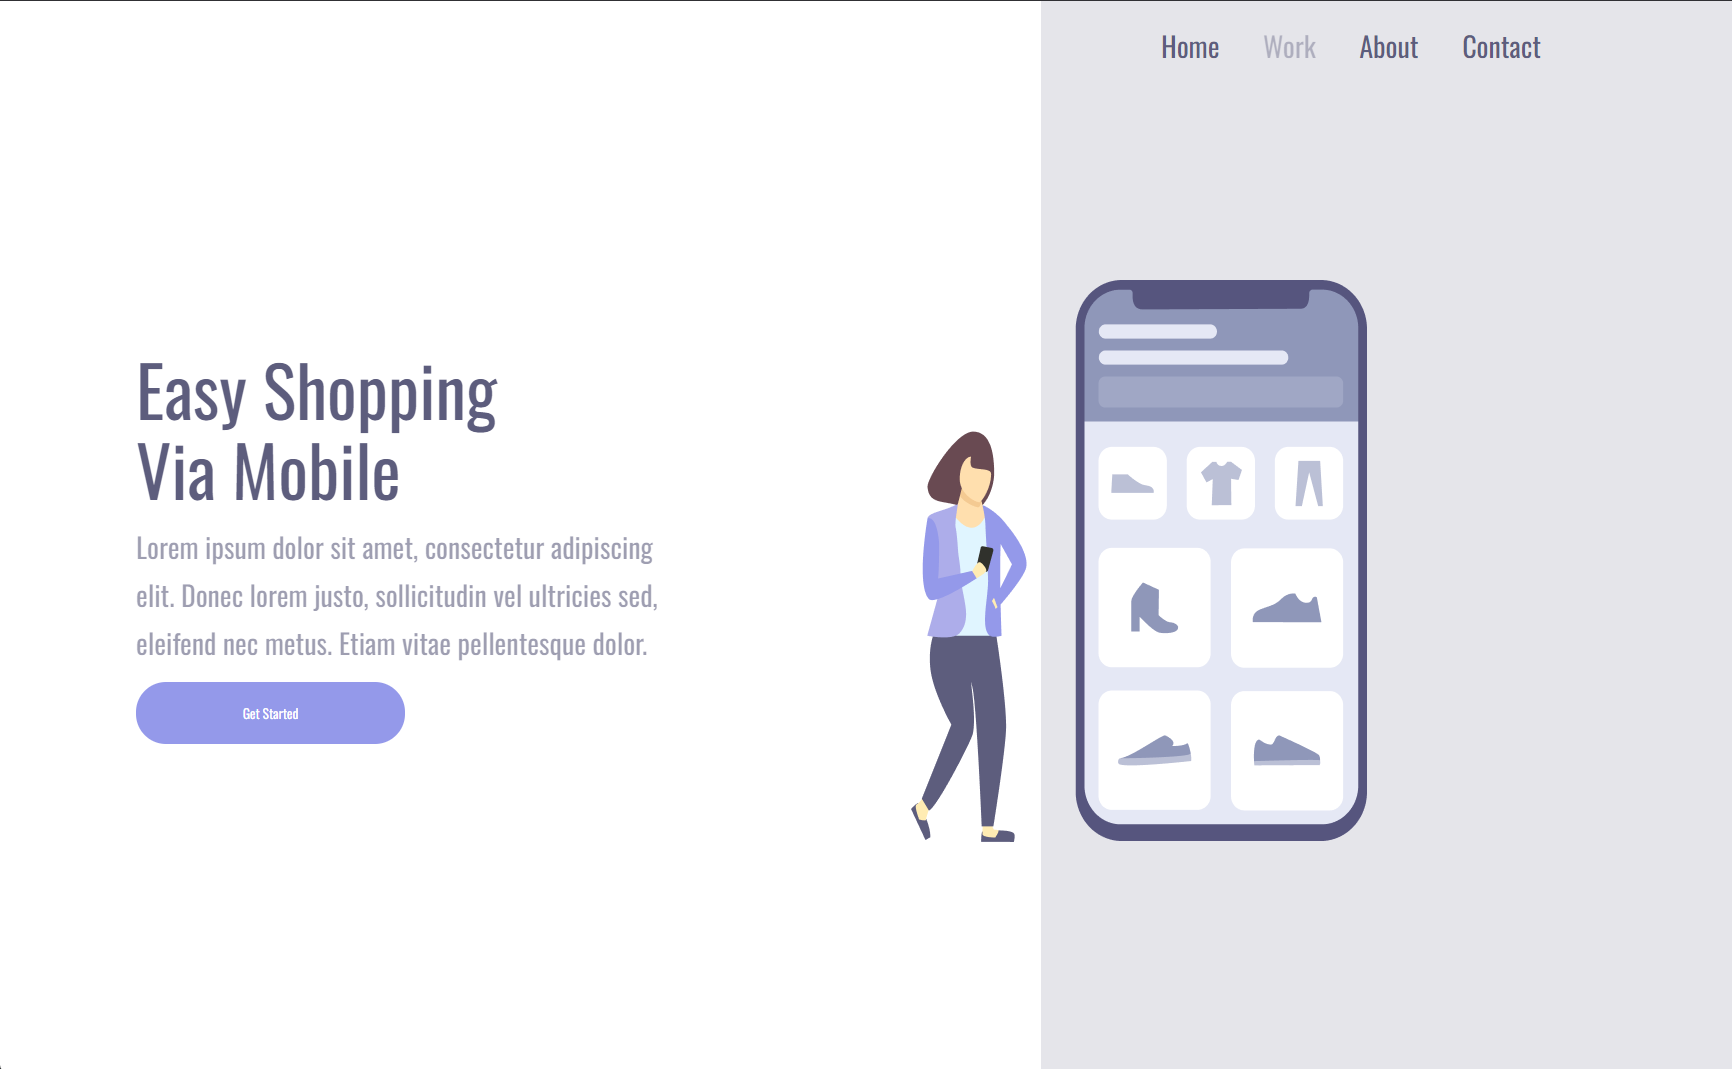 Home Work About Contact
Easy Shopping
Via Mobile
Lorem ipsum dolor sit amet, consectetur adipiscing
elit. Donec lorem justo, sollicitudin vel ultricies sed,
eleifend nec metus. Etiam vitae pellentesque dolor.
Get Started